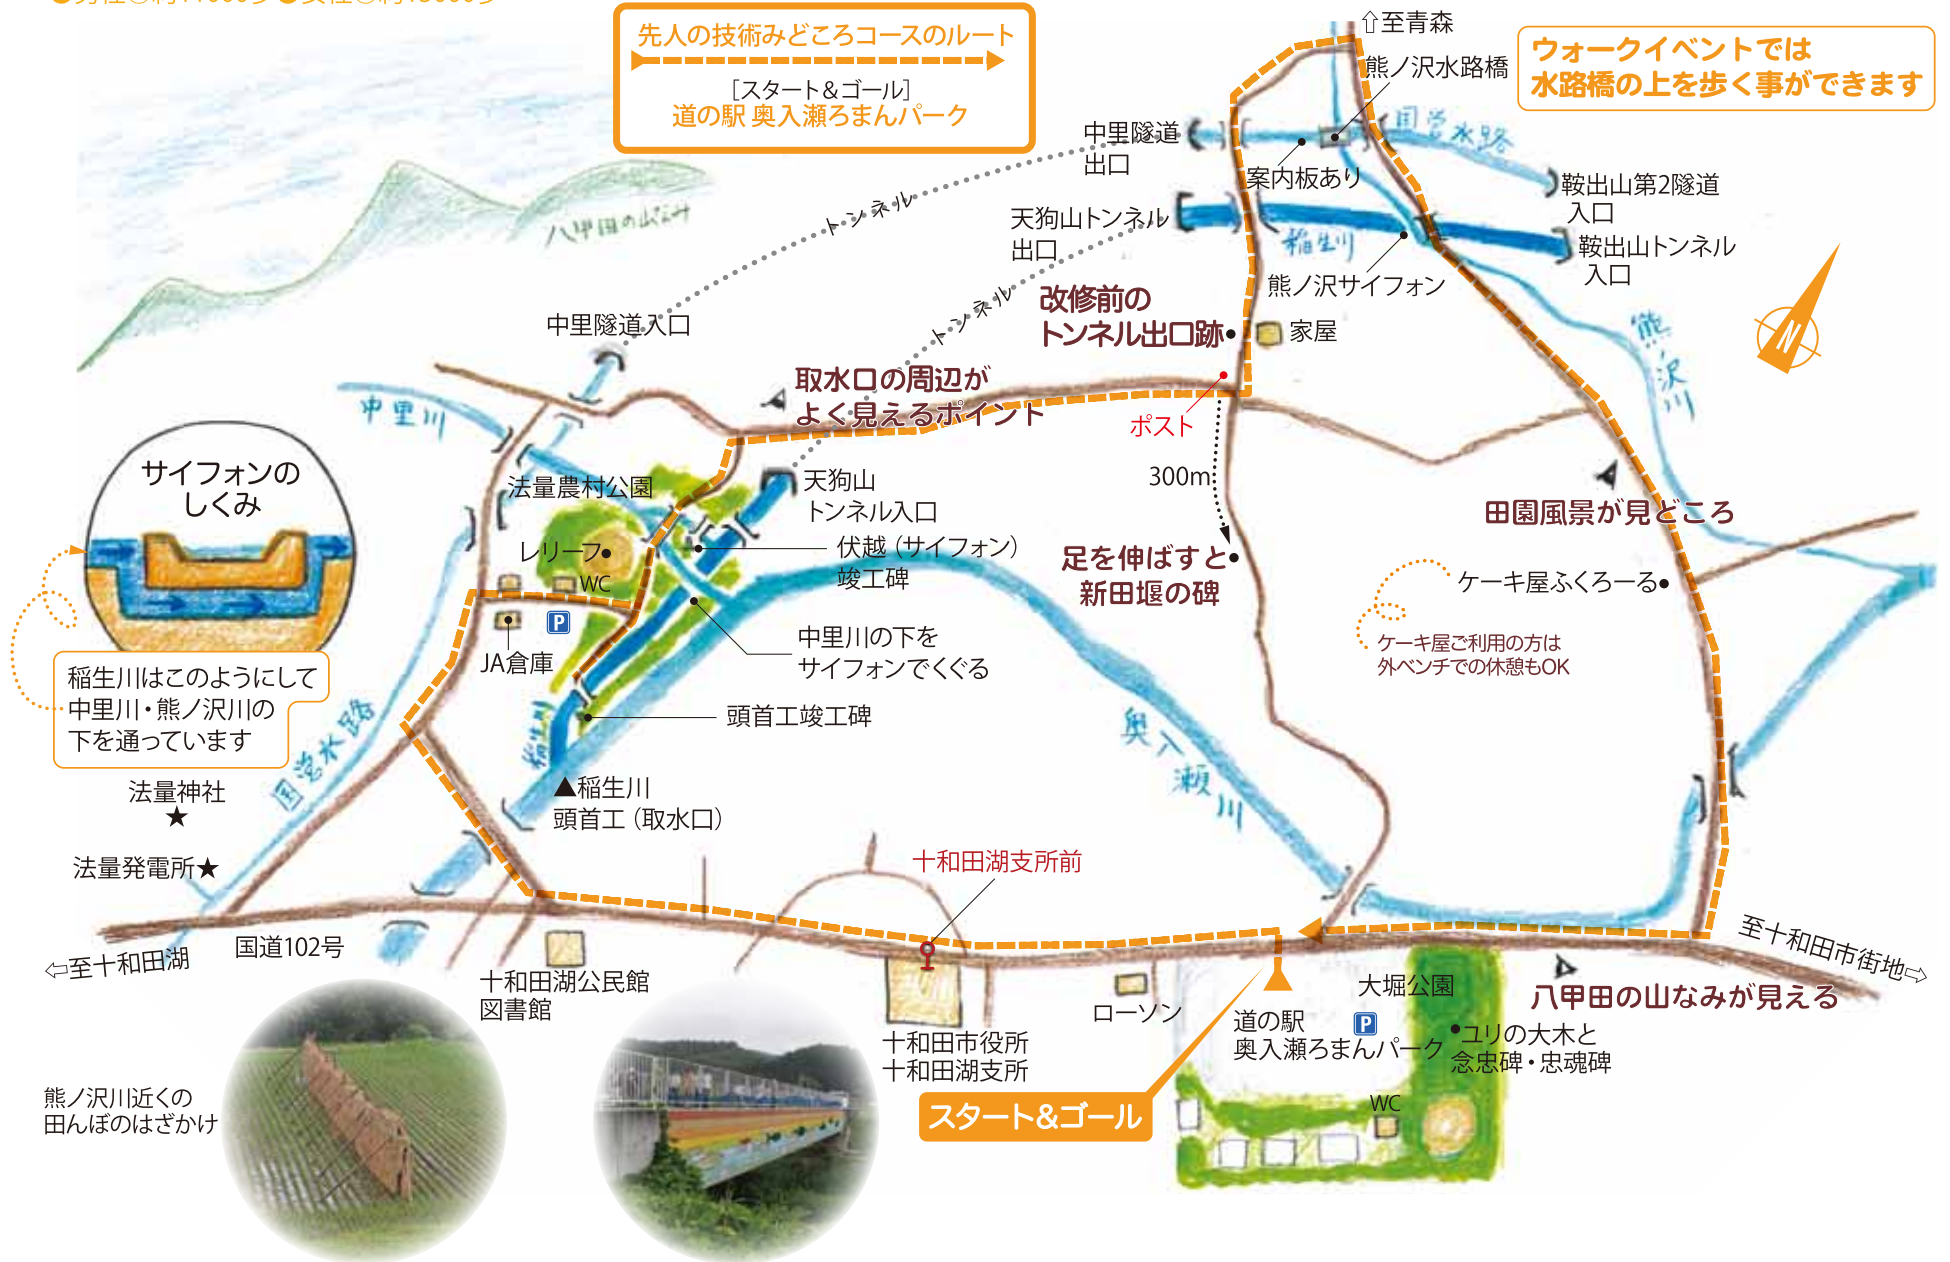 先人の技術みどころコースのルート
［スタート＆ゴール］
道の駅 奥入瀬ろまんパーク
⇧至青森
熊ノ沢水路橋
ウォークイベントでは
水路橋の上を歩く事ができます
中里隧道
出口
国営水路
案内板あり
鞍出山第2隧道
入口
天狗山トンネル
出口
稲生川
鞍出山トンネル
入口
熊ノ沢サイフォン
トンネル
トンネル
八甲田の山なみ
改修前の
トンネル出口跡
家屋
熊ノ沢川
N
中里隧道入口
取水口の周辺が
よく見えるポイント
ポスト
中里川
300m
サイフォンの
しくみ
法量農村公園
天狗山
トンネル入口
レリーフ
WC
伏越（サイフォン）
竣工碑
田園風景が見どころ
足を伸ばすと
新田堰の碑
ケーキ屋ふくろーる
P
JA倉庫
中里川の下を
サイフォンでくぐる
ケーキ屋ご利用の方は
外ベンチでの休憩もOK
稲生川はこのようにして
中里川・熊ノ沢川の
下を通っています
国営水路
頭首工竣工碑
稲生川
奥入瀬川
法量神社
★
▲稲生川
頭首工（取水口）
法量発電所★
十和田湖支所前
⇦至十和田湖
国道102号
至十和田市街地⇨
十和田湖公民館
図書館
ローソン
大堀公園
八甲田の山なみが見える
道の駅
奥入瀬ろまんパーク
P
ユリの大木と
念忠碑・忠魂碑
十和田市役所
十和田湖支所
熊ノ沢川近くの
田んぼのはざかけ
スタート&ゴール
WC